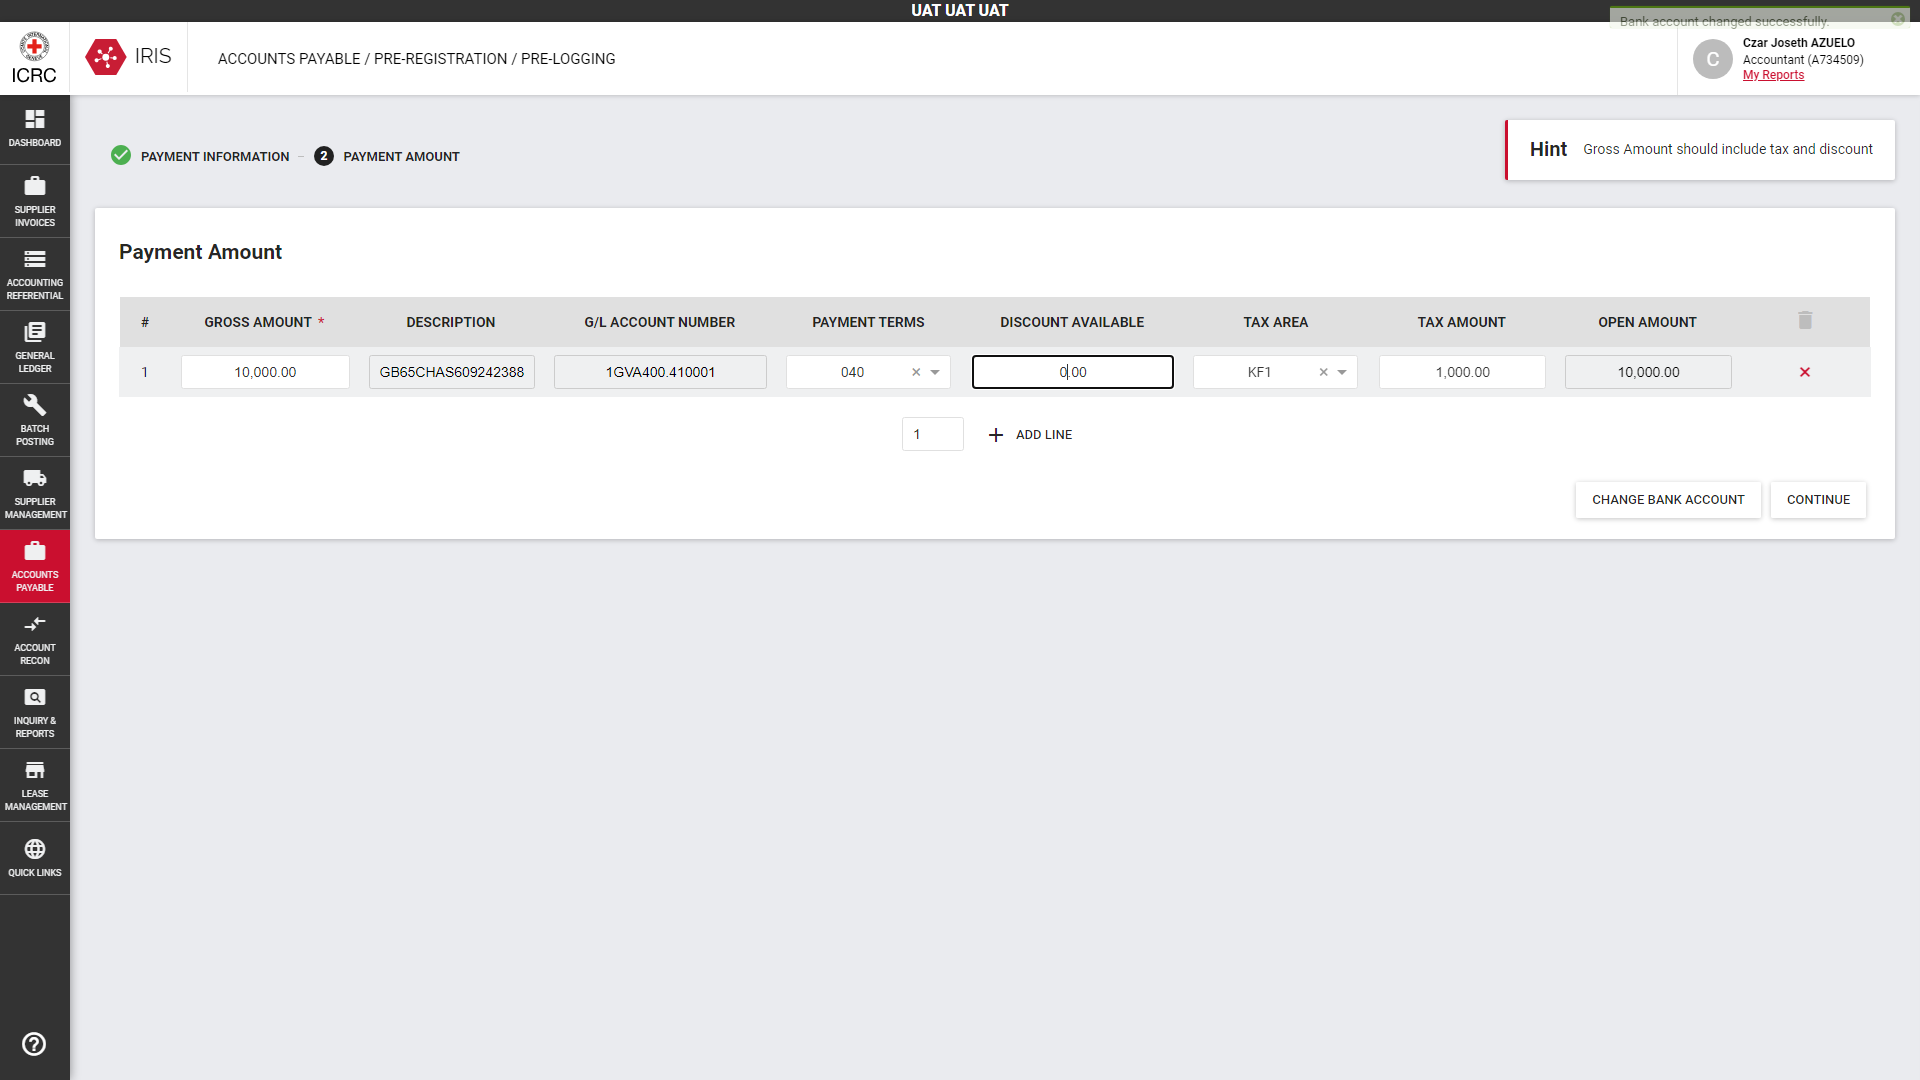 UAT UAT UAT
Bank account changed successfully.
ICRC
IRIS
ACCOUNTS PAYABLE / PRE-REGISTRATION / PRE-LOGGING
C
Czar Joseth AZUELO
Accountant (A734509)
My Reports
DASHBOARD
SUPPLIER
INVOICES
ACCOUNTING
REFERENTIAL
GENERAL
LEDGER
BATCH
POSTING
SUPPLIER
MANAGEMENT
ACCOUNTS
PAYABLE
ACCOUNT
RECON
INQUIRY &
REPORTS
LEASE
MANAGEMENT
QUICK LINKS
PAYMENT INFORMATION
2 PAYMENT AMOUNT
Hint Gross Amount should include tax and discount
Payment Amount
# GROSS AMOUNT * DESCRIPTION G/L ACCOUNT NUMBER PAYMENT TERMS DISCOUNT AVAILABLE TAX AREA TAX AMOUNT OPEN AMOUNT
1 10,000.00 GB65CHAS609242388 1GVA400.410001 040 0.00 KF1 1,000.00 10,000.00
1 ADD LINE
CHANGE BANK ACCOUNT CONTINUE